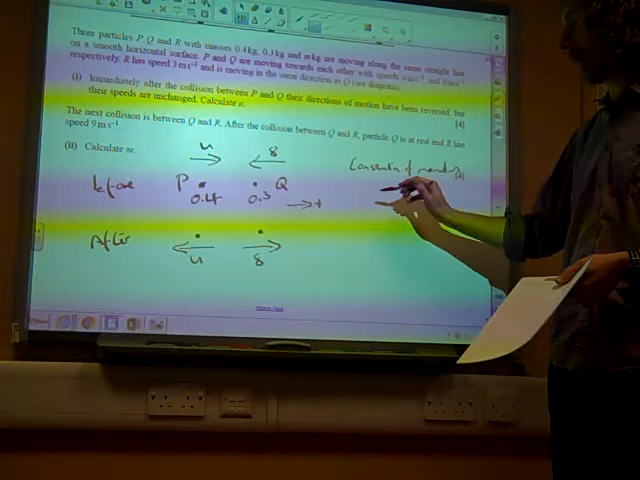 Three particles P, Q and R with masses 0.4 kg, 0.3 kg and m kg are moving along the same straight line
on a smooth horizontal surface. P and Q are moving towards each other with speeds u m s⁻¹ and 8 m s⁻¹
respectively. R has speed 3 m s⁻¹ and is moving in the same direction as Q (see diagram).
(i) Immediately after the collision between P and Q their directions of motion have been reversed, but
their speeds are unchanged. Calculate u. [4]
The next collision is between Q and R. After the collision between Q and R, particle Q is at rest and R has
speed 9 m s⁻¹.
(ii) Calculate m. [4]
u 8
before P Q
0.4 0.3 +
After
u 8